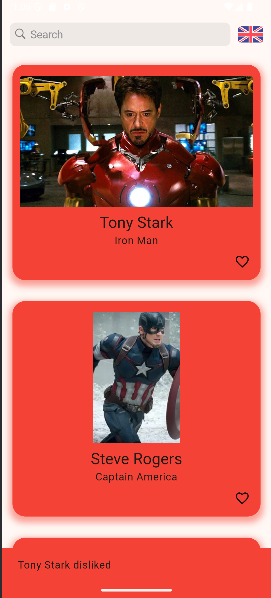 Search
Tony Stark
Iron Man
Steve Rogers
Captain America
Tony Stark disliked